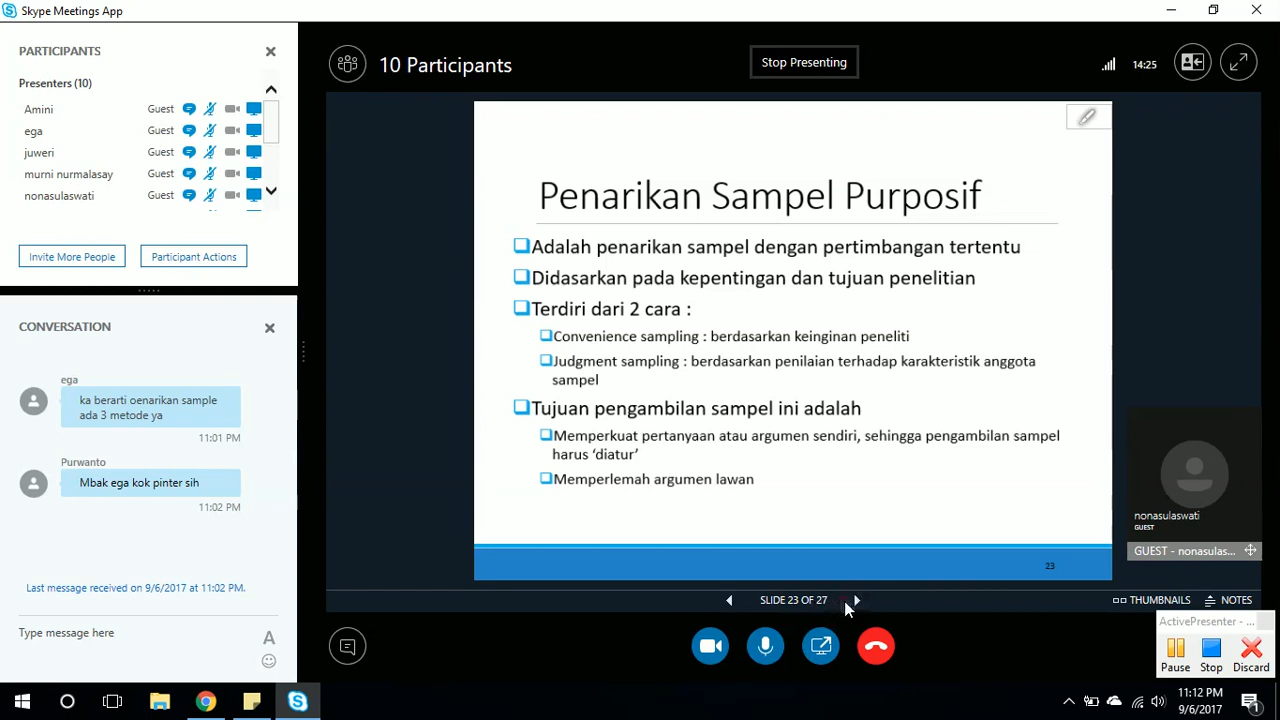 Skype Meetings App
PARTICIPANTS
Presenters (10)
Amini Guest
ega Guest
juweri Guest
murni nurmalasay Guest
nonasulaswati Guest
Invite More People
Participant Actions
CONVERSATION
ega
ka berarti oenarikan sample
ada 3 metode ya
11:01 PM
Purwanto
Mbak ega kok pinter sih
11:02 PM
Last message received on 9/6/2017 at 11:02 PM.
Type message here
A
10 Participants
Stop Presenting
14:25
Penarikan Sampel Purposif
Adalah penarikan sampel dengan pertimbangan tertentu
Didasarkan pada kepentingan dan tujuan penelitian
Terdiri dari 2 cara :
Convenience sampling : berdasarkan keinginan peneliti
Judgment sampling : berdasarkan penilaian terhadap karakteristik anggota
sampel
Tujuan pengambilan sampel ini adalah
Memperkuat pertanyaan atau argumen sendiri, sehingga pengambilan sampel
harus ‘diatur’
Memperlemah argumen lawan
23
nonasulaswati
GUEST
GUEST - nonasulas...
SLIDE 23 OF 27
THUMBNAILS
NOTES
ActivePresenter - ...
Pause Stop Discard
11:12 PM
9/6/2017
1